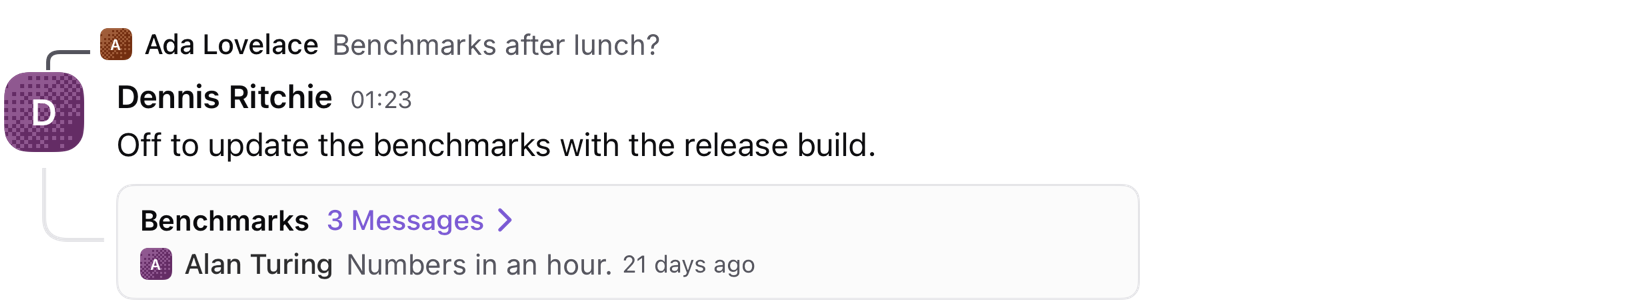 A Ada Lovelace Benchmarks after lunch?
D Dennis Ritchie 01:23
Off to update the benchmarks with the release build.
Benchmarks 3 Messages
A Alan Turing Numbers in an hour. 21 days ago